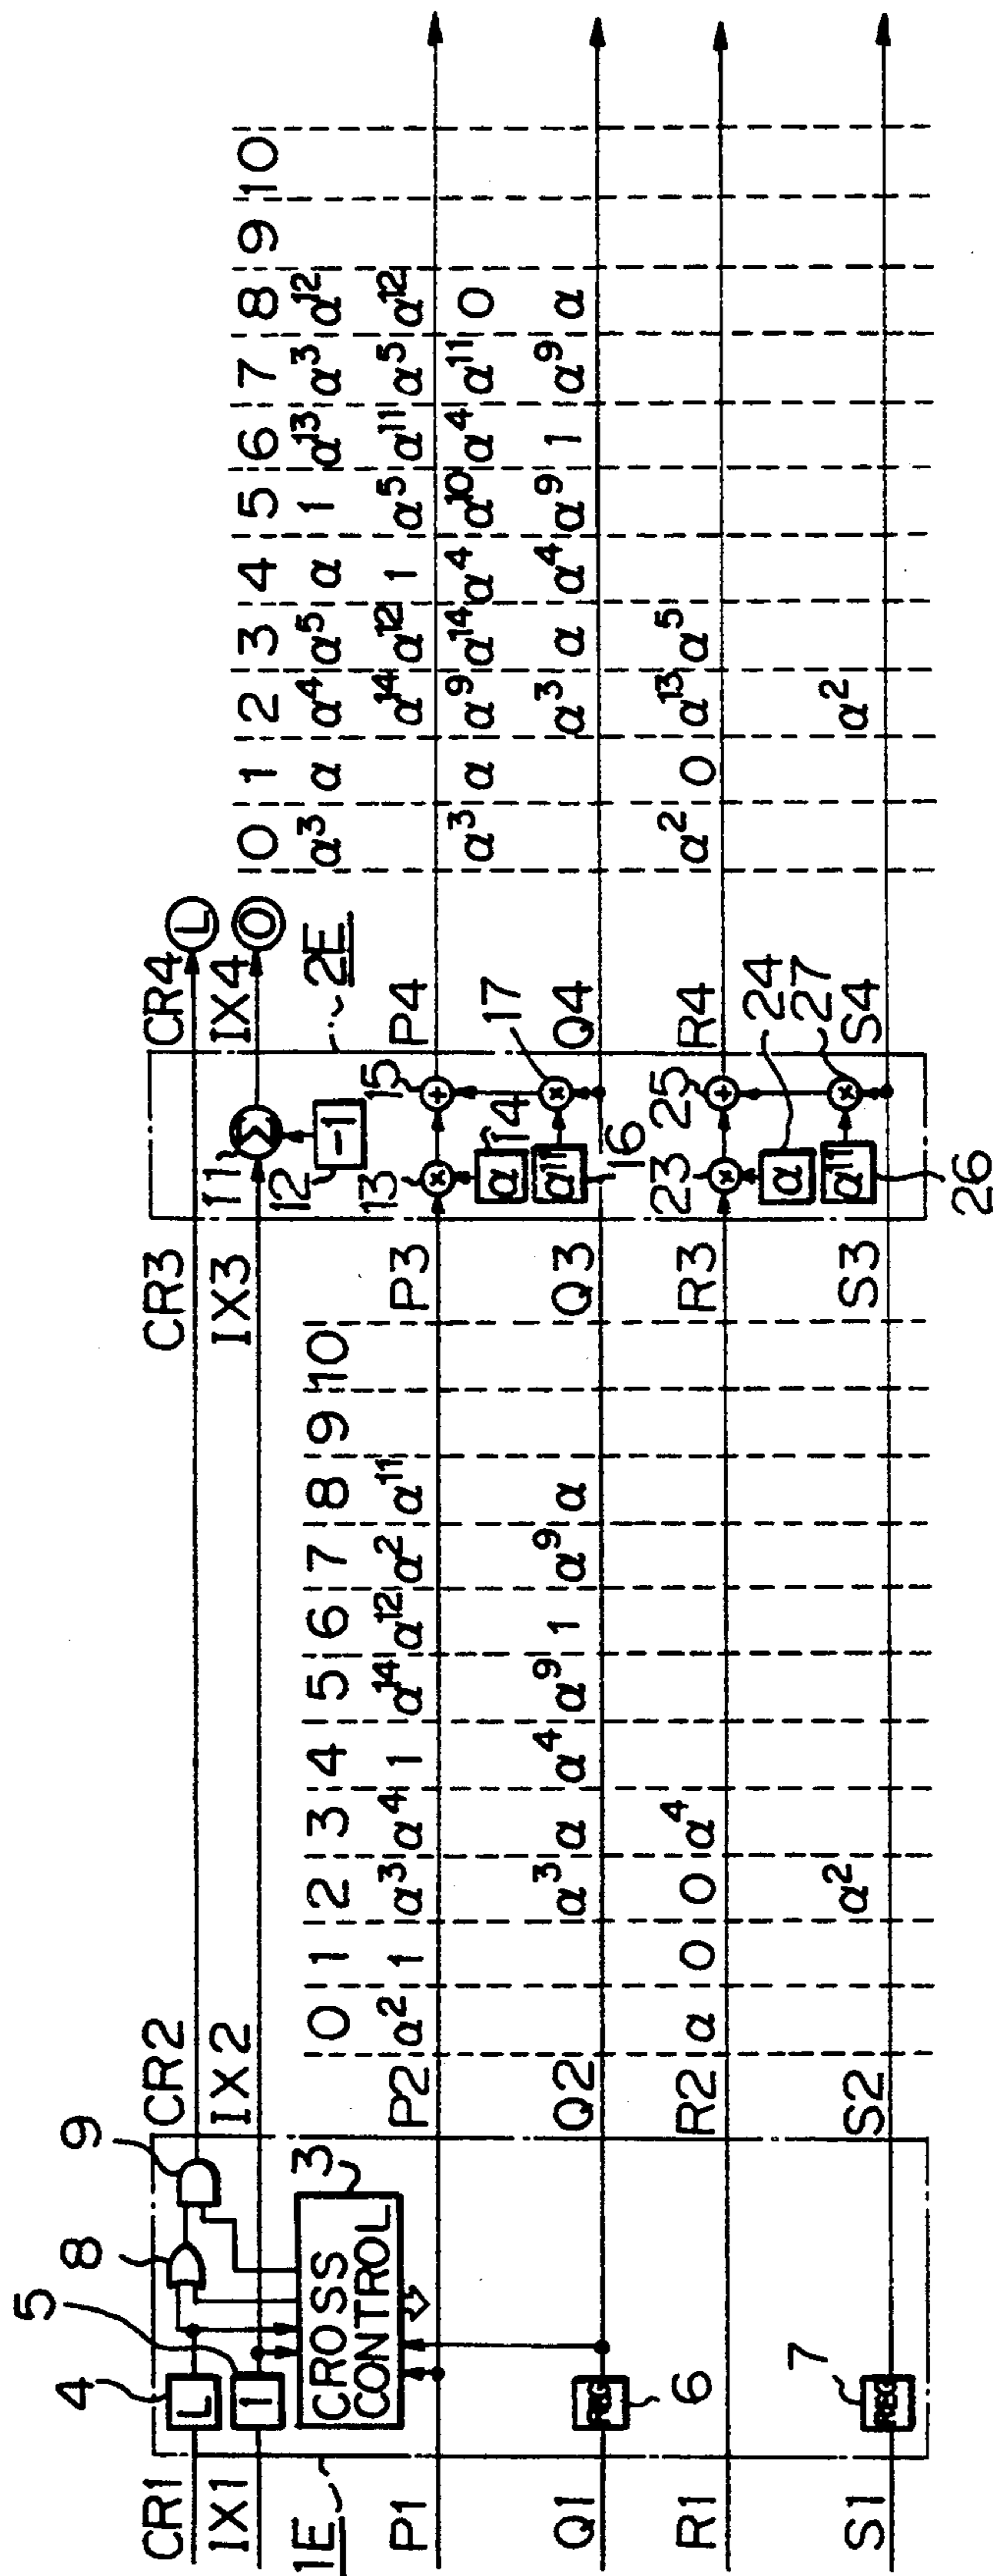 5 8 9
4
CR1 L CR2 CR3 CR4 L
IX1 1 IX2 IX3 11 Σ IX4 0
12 -1
1E
CROSS CONTROL 3
2E
0 1 2 3 4 5 6 7 8 9 10
P1 P2 α² 1 α³ α⁴ 1 α¹⁴ α¹² α² α¹¹
P3 13 × 15 + P4
α 14
α¹¹ 16 × 17
Q1 REG 6 Q2 α³ α α⁴ α⁹ 1 α⁹ α
Q3 Q4
R1 R2 α 0 0 α⁴
R3 23 × 25 + R4
α 24
α¹¹ 26 × 27
S1 REG 7 S2 α²
S3 S4
0 1 2 3 4 5 6 7 8 9 10
α³ α α⁴ α⁵ α 1 α¹³ α³ α¹²
α¹⁴ α¹² 1 α⁵ α¹¹ α⁵ α¹²
α³ α α⁹ α¹⁴ α⁴ α¹⁰ α⁴ α¹¹ 0
α³ α α⁴ α⁹ 1 α⁹ α
α² 0 α¹³ α⁵
α²